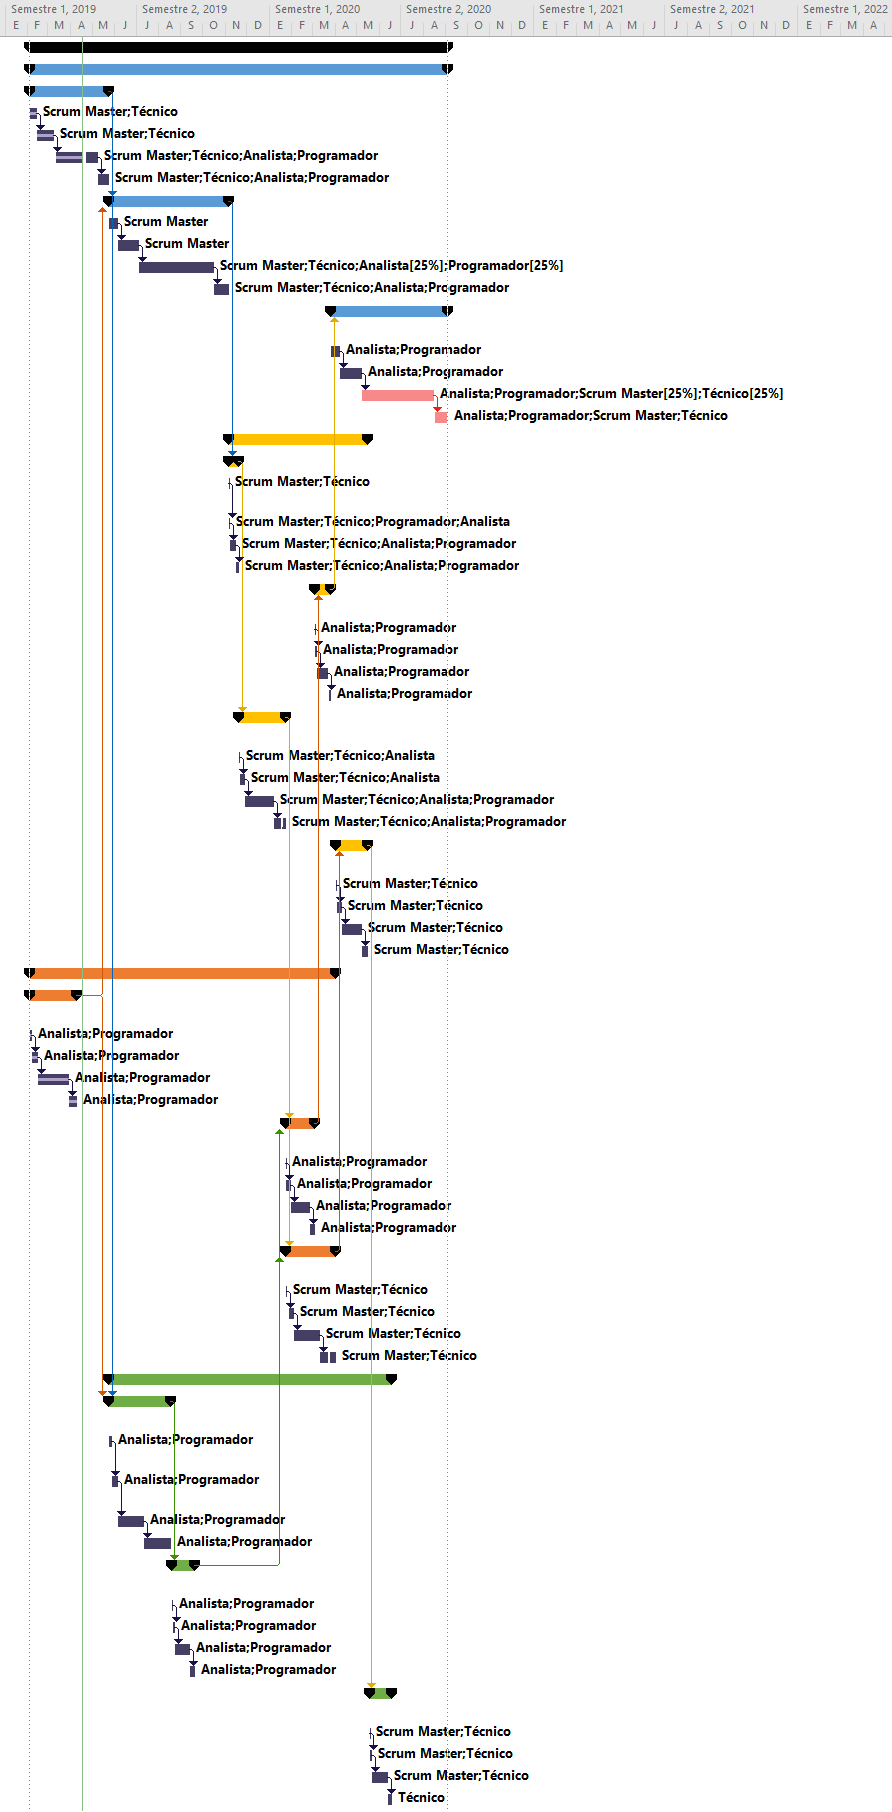 Semestre 1, 2019 Semestre 2, 2019 Semestre 1, 2020 Semestre 2, 2020 Semestre 1, 2021 Semestre 2, 2021 Semestre 1, 2022
E F M A M J J A S O N D E F M A M J J A S O N D E F M A M J J A S O N D E F M A
Scrum Master;Técnico
Scrum Master;Técnico
Scrum Master;Técnico;Analista;Programador
Scrum Master;Técnico;Analista;Programador
Scrum Master
Scrum Master
Scrum Master;Técnico;Analista[25%];Programador[25%]
Scrum Master;Técnico;Analista;Programador
Analista;Programador
Analista;Programador
Analista;Programador;Scrum Master[25%];Técnico[25%]
Analista;Programador;Scrum Master;Técnico
Scrum Master;Técnico
Scrum Master;Técnico;Programador;Analista
Scrum Master;Técnico;Analista;Programador
Scrum Master;Técnico;Analista;Programador
Analista;Programador
Analista;Programador
Analista;Programador
Analista;Programador
Scrum Master;Técnico;Analista
Scrum Master;Técnico;Analista
Scrum Master;Técnico;Analista;Programador
Scrum Master;Técnico;Analista;Programador
Scrum Master;Técnico
Scrum Master;Técnico
Scrum Master;Técnico
Scrum Master;Técnico
Analista;Programador
Analista;Programador
Analista;Programador
Analista;Programador
Analista;Programador
Analista;Programador
Analista;Programador
Analista;Programador
Scrum Master;Técnico
Scrum Master;Técnico
Scrum Master;Técnico
Scrum Master;Técnico
Analista;Programador
Analista;Programador
Analista;Programador
Analista;Programador
Analista;Programador
Analista;Programador
Analista;Programador
Analista;Programador
Scrum Master;Técnico
Scrum Master;Técnico
Scrum Master;Técnico
Técnico